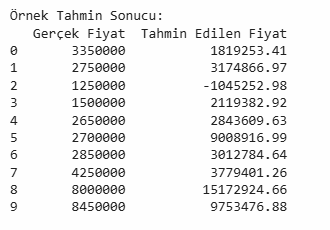 Örnek Tahmin Sonucu:
Gerçek Fiyat Tahmin Edilen Fiyat
0 3350000 1819253.41
1 2750000 3174866.97
2 1250000 -1045252.98
3 1500000 2119382.92
4 2650000 2843609.63
5 2700000 9008916.99
6 2850000 3012784.64
7 4250000 3779401.26
8 8000000 15172924.66
9 8450000 9753476.88